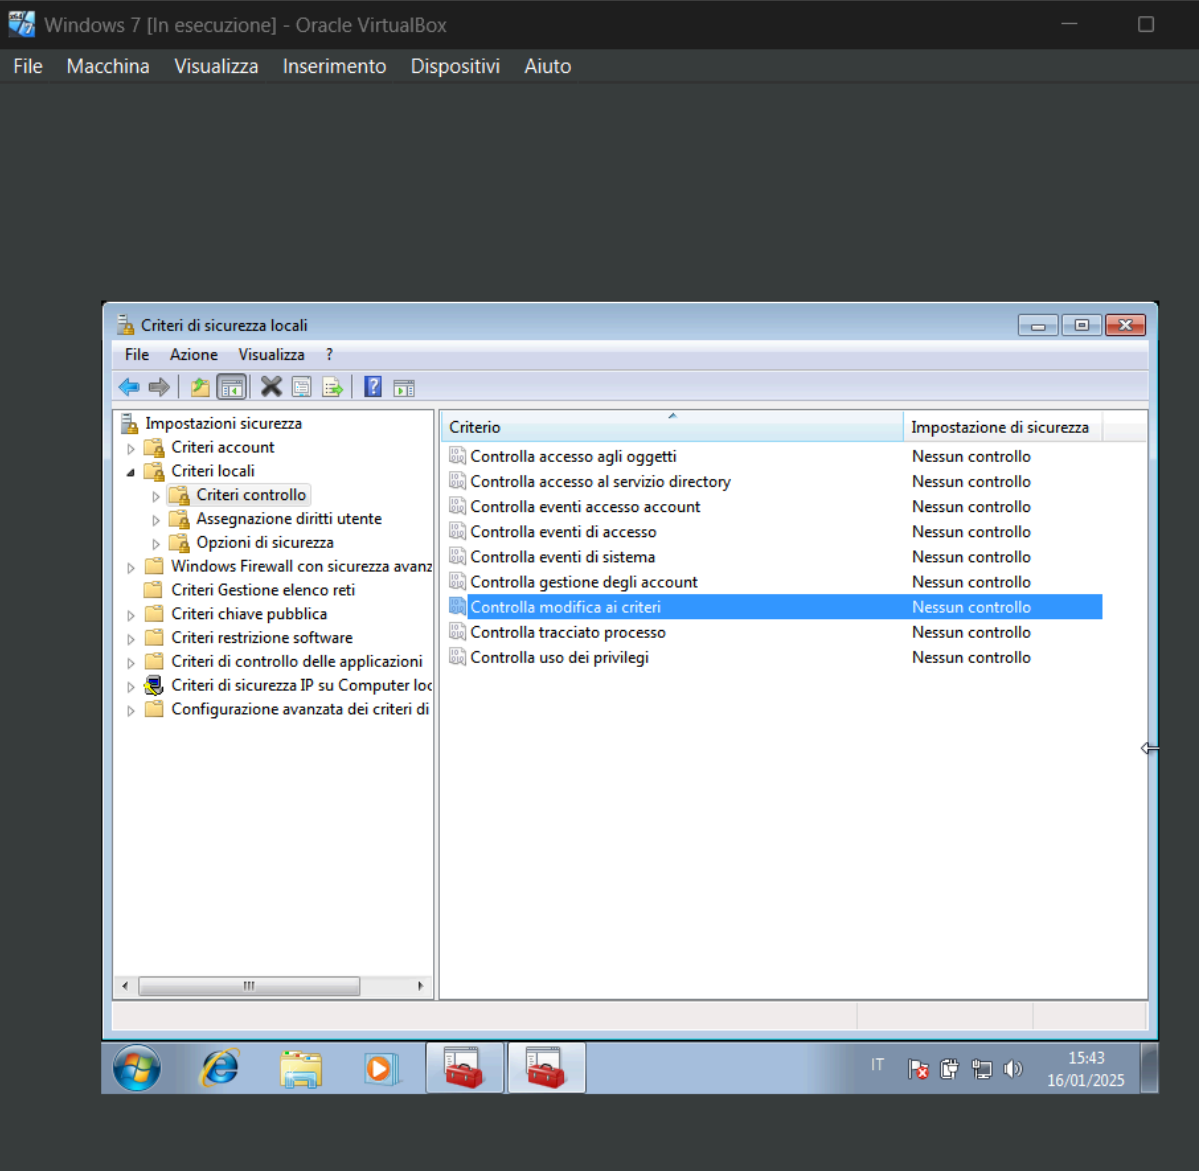 Windows 7 [In esecuzione] - Oracle VirtualBox
File Macchina Visualizza Inserimento Dispositivi Aiuto
Criteri di sicurezza locali
File Azione Visualizza ?
Impostazioni sicurezza
Criteri account
Criteri locali
Criteri controllo
Assegnazione diritti utente
Opzioni di sicurezza
Windows Firewall con sicurezza avanz
Criteri Gestione elenco reti
Criteri chiave pubblica
Criteri restrizione software
Criteri di controllo delle applicazioni
Criteri di sicurezza IP su Computer loc
Configurazione avanzata dei criteri di
Criterio Impostazione di sicurezza
Controlla accesso agli oggetti Nessun controllo
Controlla accesso al servizio directory Nessun controllo
Controlla eventi accesso account Nessun controllo
Controlla eventi di accesso Nessun controllo
Controlla eventi di sistema Nessun controllo
Controlla gestione degli account Nessun controllo
Controlla modifica ai criteri Nessun controllo
Controlla tracciato processo Nessun controllo
Controlla uso dei privilegi Nessun controllo
IT
15:43
16/01/2025